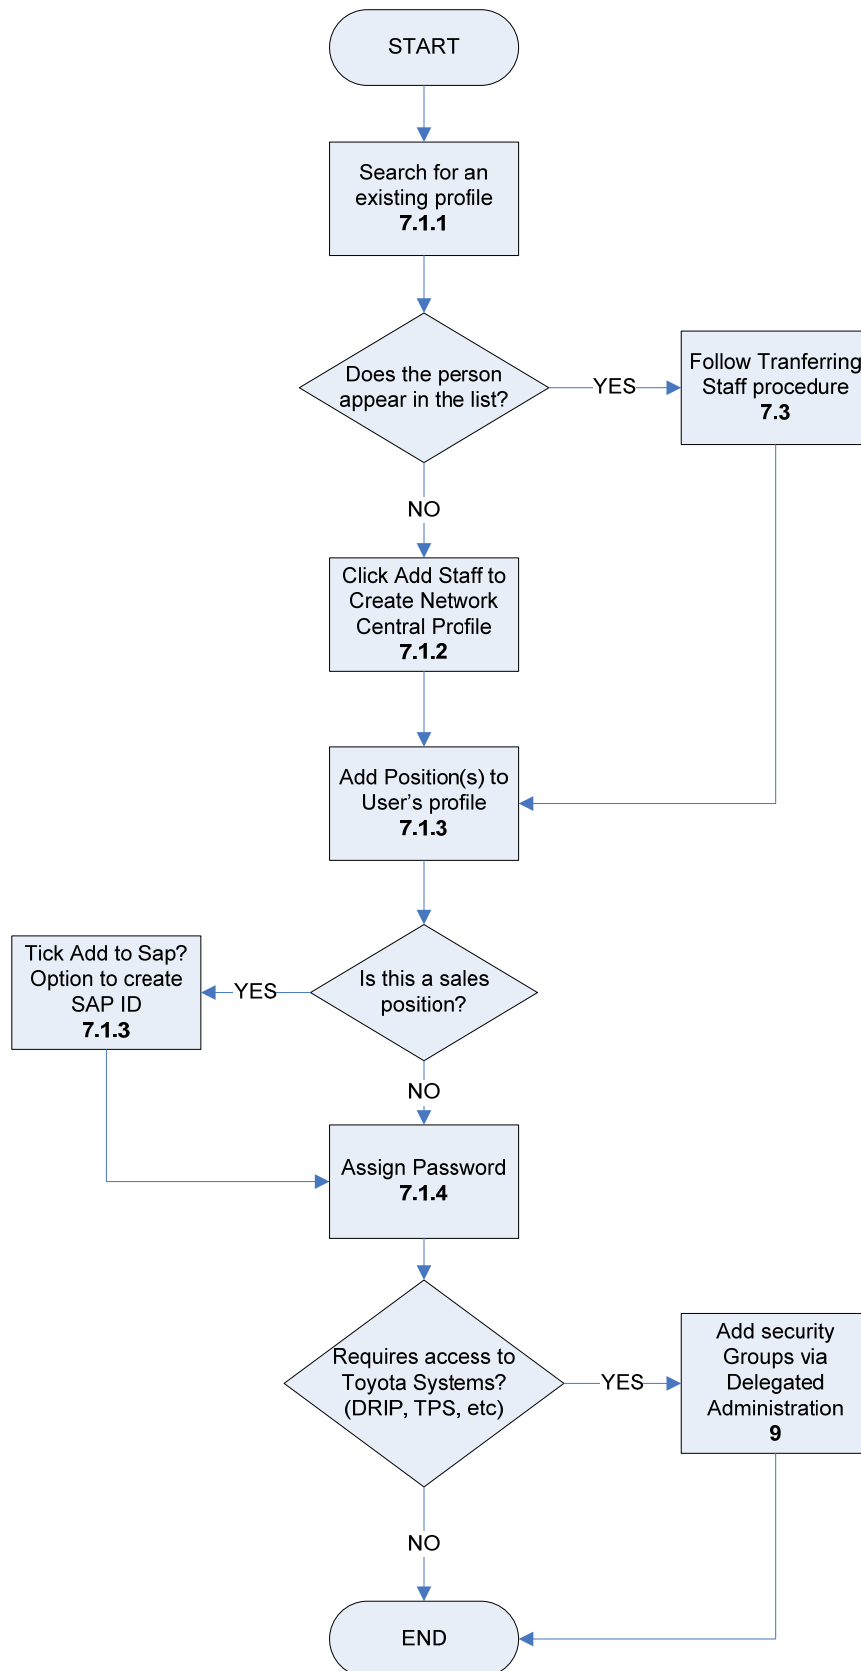 START
Search for an
existing profile
7.1.1
Does the person
appear in the list?
YES
Follow Tranferring
Staff procedure
7.3
NO
Click Add Staff to
Create Network
Central Profile
7.1.2
Add Position(s) to
User's profile
7.1.3
Is this a sales
position?
YES
Tick Add to Sap?
Option to create
SAP ID
7.1.3
NO
Assign Password
7.1.4
Requires access to
Toyota Systems?
(DRIP, TPS, etc)
YES
Add security
Groups via
Delegated
Administration
9
NO
END